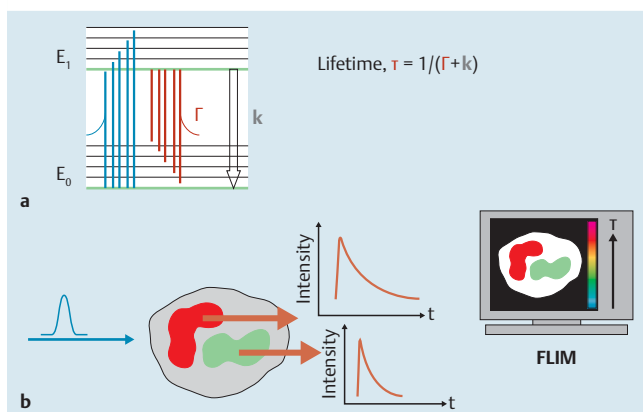 E1
Lifetime, τ = 1/(Γ+k)
Γ
k
E0
a
Intensity
t
τ
Intensity
t
FLIM
b